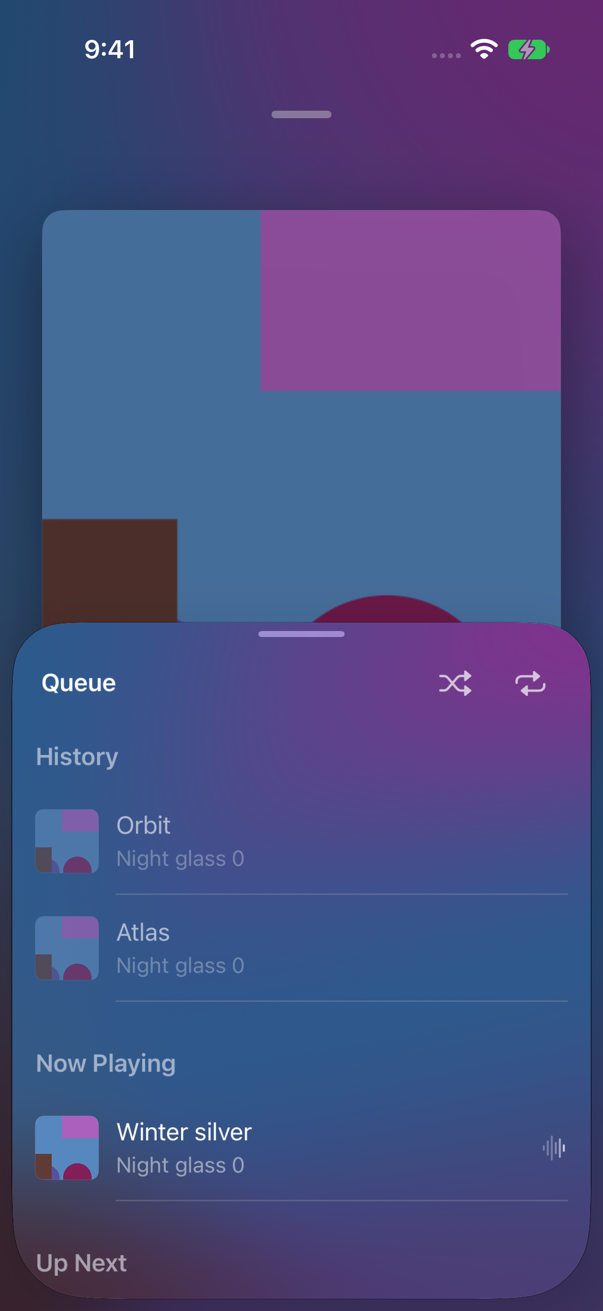 9:41
Queue
History
Orbit
Night glass 0
Atlas
Night glass 0
Now Playing
Winter silver
Night glass 0
Up Next